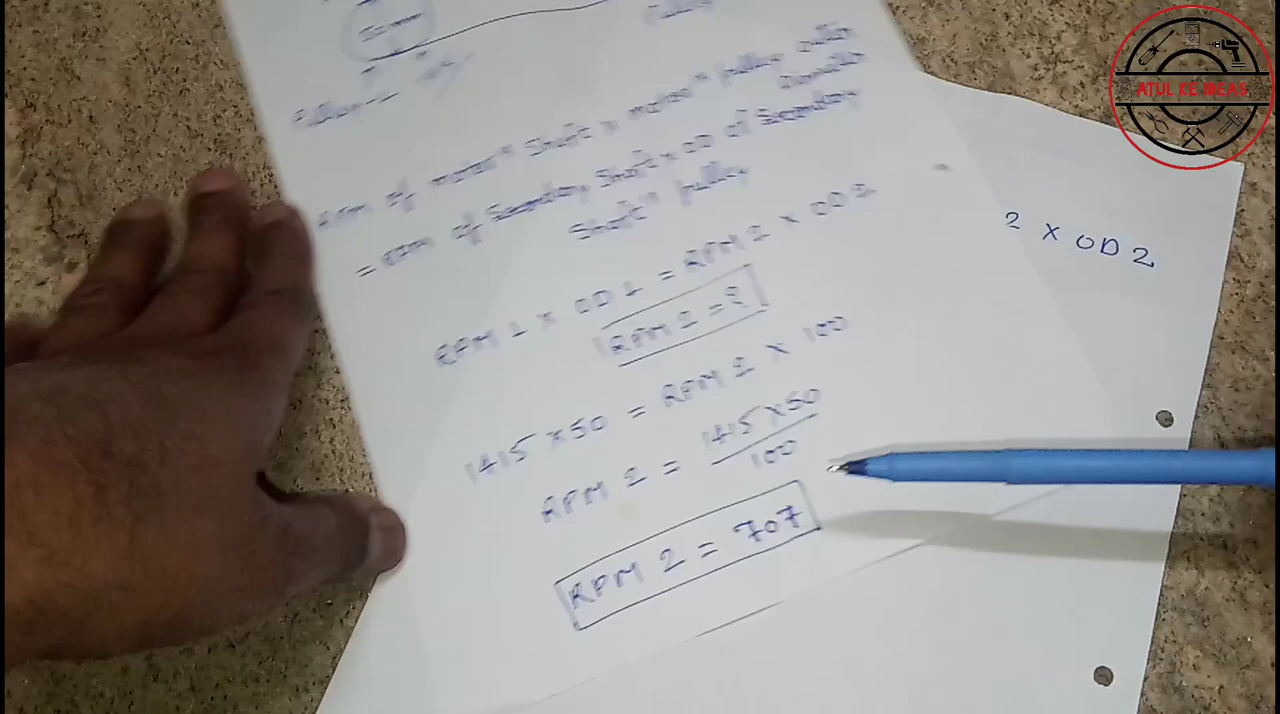 50mm
RPM of motor" Shaft x motor" pulley outer
diameter
= RPM of Secondary Shaft x OD of Secondary
Shaft" pulley
RPM 1 x OD 1 = RPM 2 x OD 2
RPM 2 = ?
1415 x 50 = RPM 2 x 100
RPM 2 = 1415 x 50
100
RPM 2 = 707
2 x OD 2
ATUL KE IDEAS